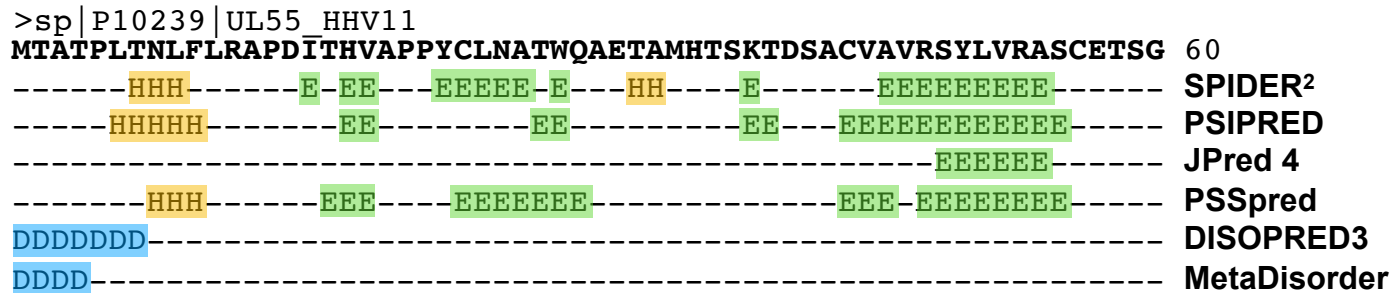 >sp|P10239|UL55_HHV11
MTATPLTNLFLRAPDITHVAPPYCLNATWQAETAMHTSKTDSACVAVRSYLVRASCETSG 60
------HHH------E-EE---EEEEE-E---HH----E------EEEEEEEEE------ SPIDER²
-----HHHHH-------EE--------EE---------EE---EEEEEEEEEEEE----- PSIPRED
------------------------------------------------EEEEEE------ JPred 4
-------HHH------EEE----EEEEEEE-------------EEE-EEEEEEEE----- PSSpred
DDDDDDD----------------------------------------------------- DISOPRED3
DDDD-------------------------------------------------------- MetaDisorder